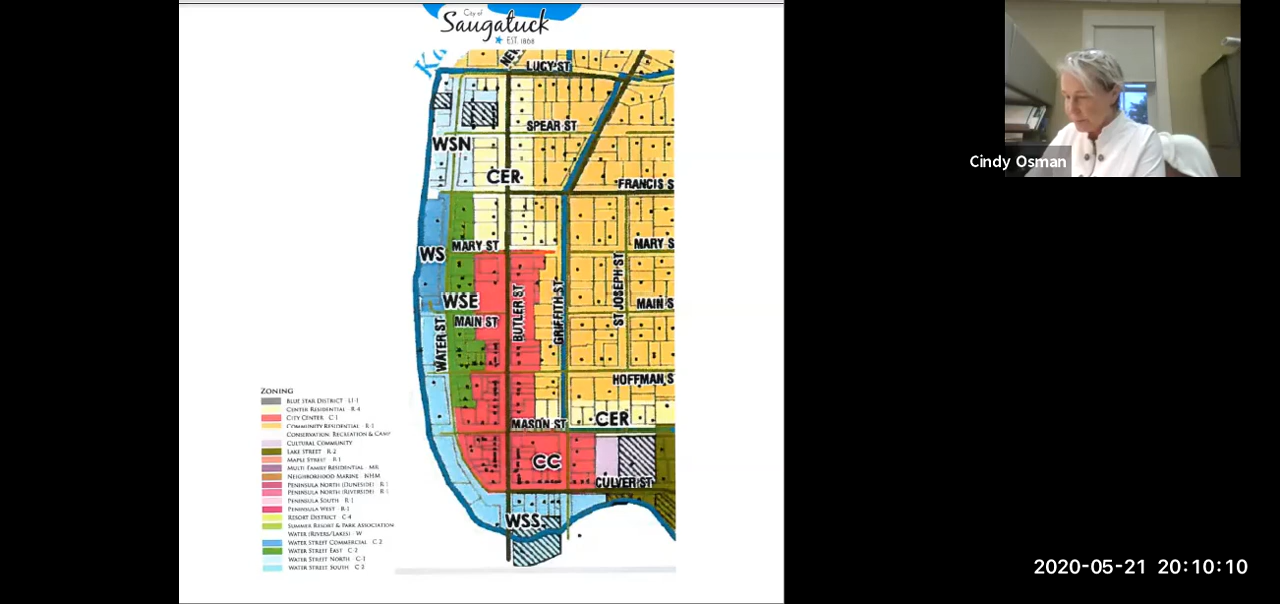 City of
Saugatuck
EST. 1868
LUCY ST
SPEAR ST
WSN
CER
FRANCIS S
MARY ST
MARY S
WS
WSE
MAIN ST
MAIN S
WATER ST
BUTLER ST
GRIFFITH ST
ST JOSEPH ST
HOFFMAN S
MASON ST
CER
CC
CULVER ST
WSS
ZONING
BLUE STAR DISTRICT LI-1
CENTER RESIDENTIAL R-4
CITY CENTER C-1
COMMUNITY RESIDENTIAL R-1
CONSERVATION, RECREATION & CAMP
CULTURAL COMMUNITY
LAKE STREET R-2
MAPLE STREET R-1
MULTI FAMILY RESIDENTIAL MR
NEIGHBORHOOD MARINE NHM
PENINSULA NORTH (DUNESIDE) R-1
PENINSULA NORTH (RIVERSIDE) R-1
PENINSULA SOUTH R-1
PENINSULA WEST R-1
RESORT DISTRICT C-4
SUMMER RESORT & PARK ASSOCIATION
WATER (RIVERS/LAKES) W
WATER STREET COMMERCIAL C-2
WATER STREET EAST C-2
WATER STREET NORTH C-1
WATER STREET SOUTH C-2
Cindy Osman
2020-05-21 20:10:10